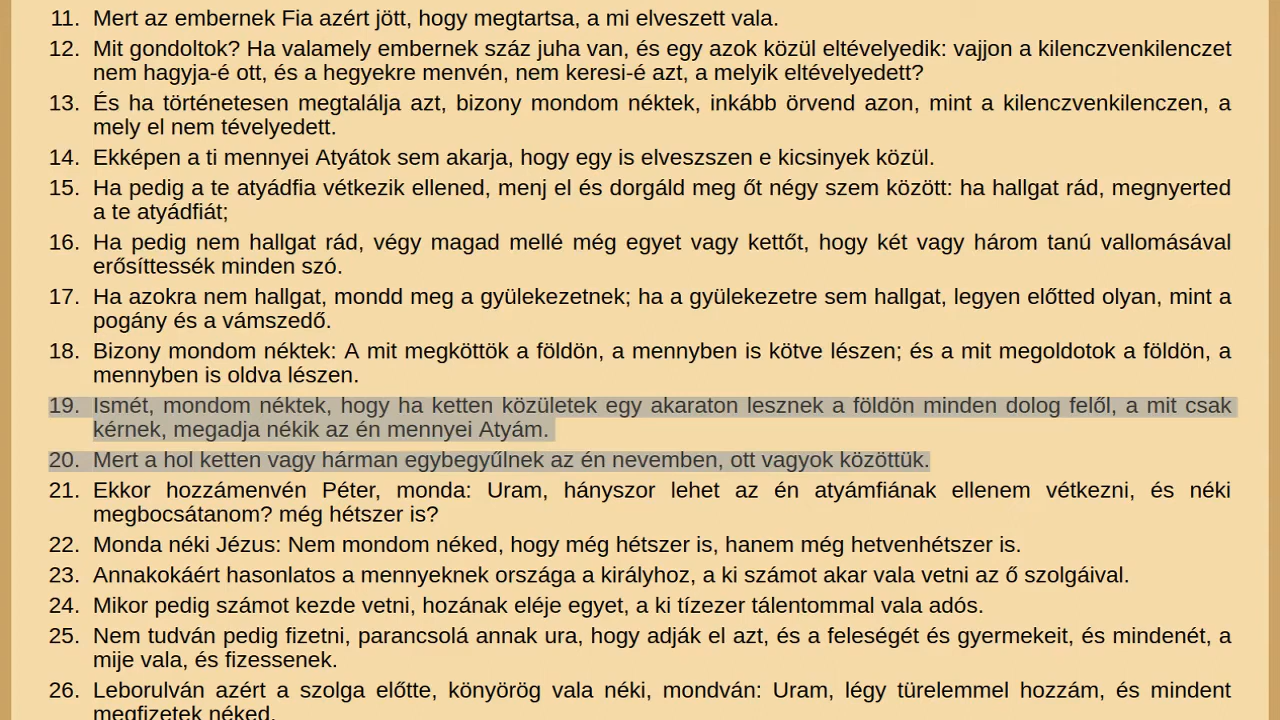 11. Mert az embernek Fia azért jött, hogy megtartsa, a mi elveszett vala.
12. Mit gondoltok? Ha valamely embernek száz juha van, és egy azok közül eltévelyedik: vajjon a kilenczvenkilenczet
nem hagyja-é ott, és a hegyekre menvén, nem keresi-é azt, a melyik eltévelyedett?
13. És ha történetesen megtalálja azt, bizony mondom néktek, inkább örvend azon, mint a kilenczvenkilenczen, a
mely el nem tévelyedett.
14. Ekképen a ti mennyei Atyátok sem akarja, hogy egy is elveszszen e kicsinyek közül.
15. Ha pedig a te atyádfia vétkezik ellened, menj el és dorgáld meg őt négy szem között: ha hallgat rád, megnyerted
a te atyádfiát;
16. Ha pedig nem hallgat rád, végy magad mellé még egyet vagy kettőt, hogy két vagy három tanú vallomásával
erősíttessék minden szó.
17. Ha azokra nem hallgat, mondd meg a gyülekezetnek; ha a gyülekezetre sem hallgat, legyen előtted olyan, mint a
pogány és a vámszedő.
18. Bizony mondom néktek: A mit megköttök a földön, a mennyben is kötve lészen; és a mit megoldotok a földön, a
mennyben is oldva lészen.
19. Ismét, mondom néktek, hogy ha ketten közületek egy akaraton lesznek a földön minden dolog felől, a mit csak
kérnek, megadja nékik az én mennyei Atyám.
20. Mert a hol ketten vagy hárman egybegyűlnek az én nevemben, ott vagyok közöttük.
21. Ekkor hozzámenvén Péter, monda: Uram, hányszor lehet az én atyámfiának ellenem vétkezni, és néki
megbocsátanom? még hétszer is?
22. Monda néki Jézus: Nem mondom néked, hogy még hétszer is, hanem még hetvenhétszer is.
23. Annakokáért hasonlatos a mennyeknek országa a királyhoz, a ki számot akar vala vetni az ő szolgáival.
24. Mikor pedig számot kezde vetni, hozának eléje egyet, a ki tízezer tálentommal vala adós.
25. Nem tudván pedig fizetni, parancsolá annak ura, hogy adják el azt, és a feleségét és gyermekeit, és mindenét, a
mije vala, és fizessenek.
26. Leborulván azért a szolga előtte, könyörög vala néki, mondván: Uram, légy türelemmel hozzám, és mindent
megfizetek néked.